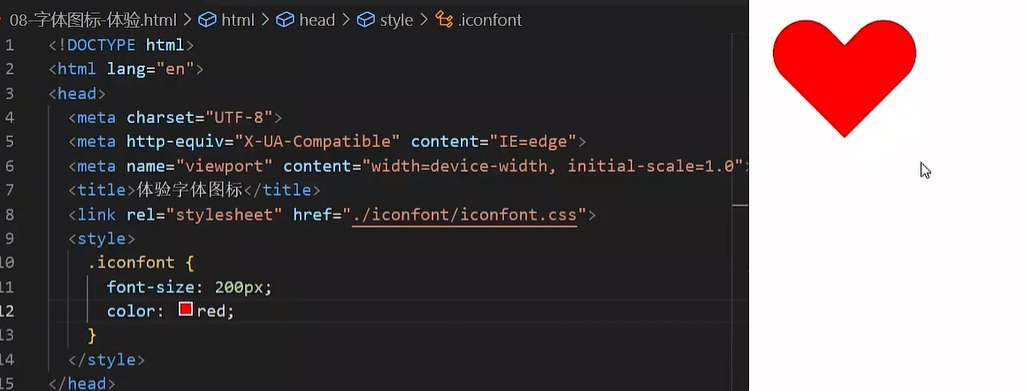 08-字体图标-体验.html > html > head > style > .iconfont
1 <!DOCTYPE html>
2 <html lang="en">
3 <head>
4 <meta charset="UTF-8">
5 <meta http-equiv="X-UA-Compatible" content="IE=edge">
6 <meta name="viewport" content="width=device-width, initial-scale=1.0">
7 <title>体验字体图标</title>
8 <link rel="stylesheet" href="./iconfont/iconfont.css">
9 <style>
10 .iconfont {
11 font-size: 200px;
12 color: red;
13 }
14 </style>
15 </head>